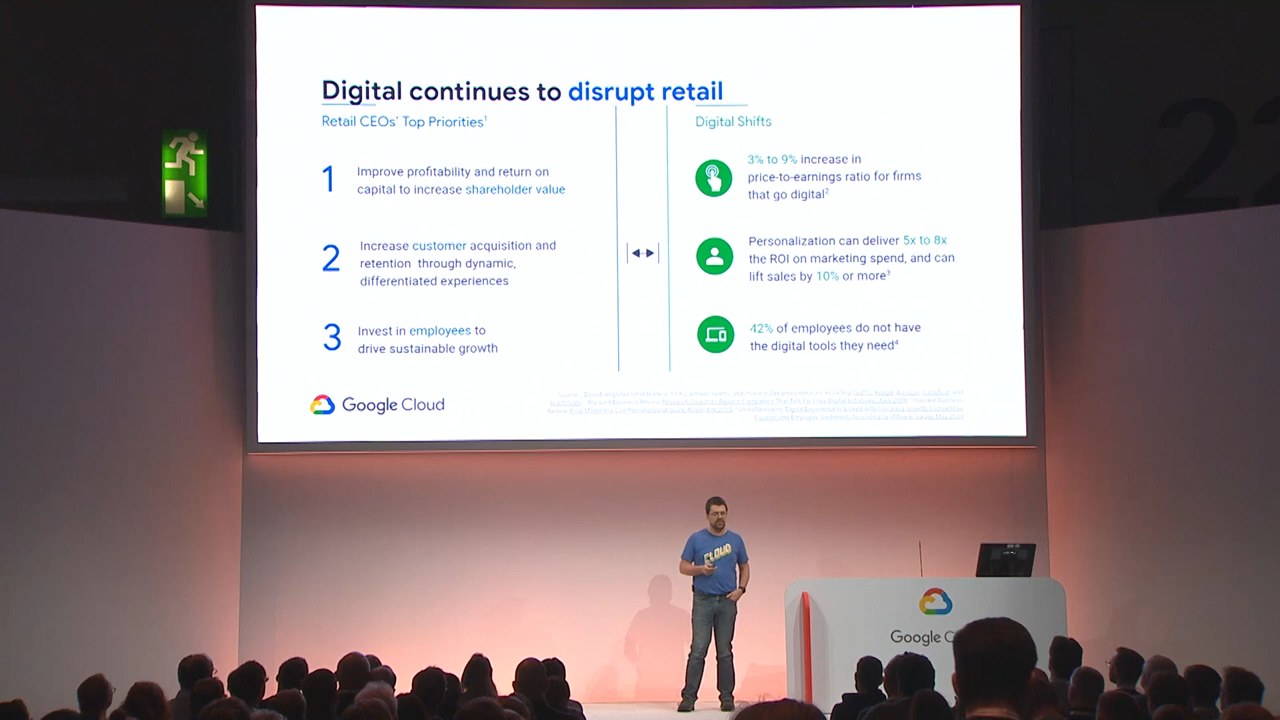 Digital continues to disrupt retail
Retail CEOs' Top Priorities¹
1
Improve profitability and return on
capital to increase shareholder value
2
Increase customer acquisition and
retention through dynamic,
differentiated experiences
3
Invest in employees to
drive sustainable growth
Digital Shifts
3% to 9% increase in
price-to-earnings ratio for firms
that go digital²
Personalization can deliver 5x to 8x
the ROI on marketing spend, and can
lift sales by 10% or more³
42% of employees do not have
the digital tools they need⁴
Google Cloud
CLOUD
Google C